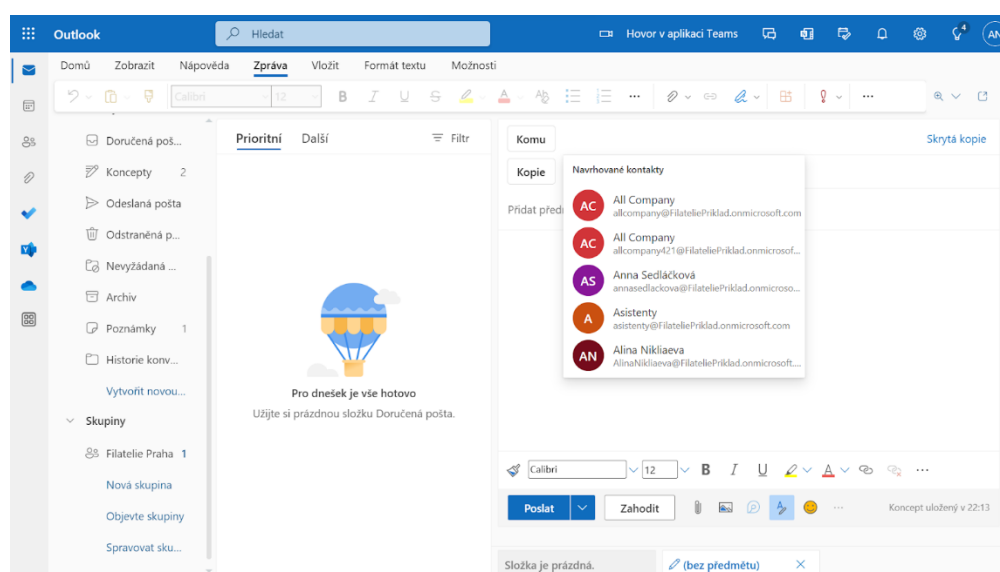 Outlook
Hledat
Hovor v aplikaci Teams
4
AN
Domů Zobrazit Nápověda Zpráva Vložit Formát textu Možnosti
Calibri 12
Doručená poš...
Koncepty 2
Odeslaná pošta
Odstraněná p...
Nevyžádaná ...
Archiv
Poznámky 1
Historie konv...
Vytvořit novou...
Skupiny
Filatelie Praha 1
Nová skupina
Objevte skupiny
Spravovat sku...
Prioritní Další Filtr
Pro dnešek je vše hotovo
Užijte si prázdnou složku Doručená pošta.
Komu Skrytá kopie
Kopie
Přidat před
Navrhované kontakty
AC All Company
allcompany@FilateliePriklad.onmicrosoft.com
AC All Company
allcompany421@FilateliePriklad.onmicrosof...
AS Anna Sedláčková
annasedlackova@FilateliePriklad.onmicroso...
A Asistenty
asistenty@FilateliePriklad.onmicrosoft.com
AN Alina Nikliaeva
AlinaNikliaeva@FilateliePriklad.onmicrosoft....
Calibri 12 B I U A
Poslat Zahodit Koncept uložený v 22:13
Složka je prázdná. (bez předmětu)